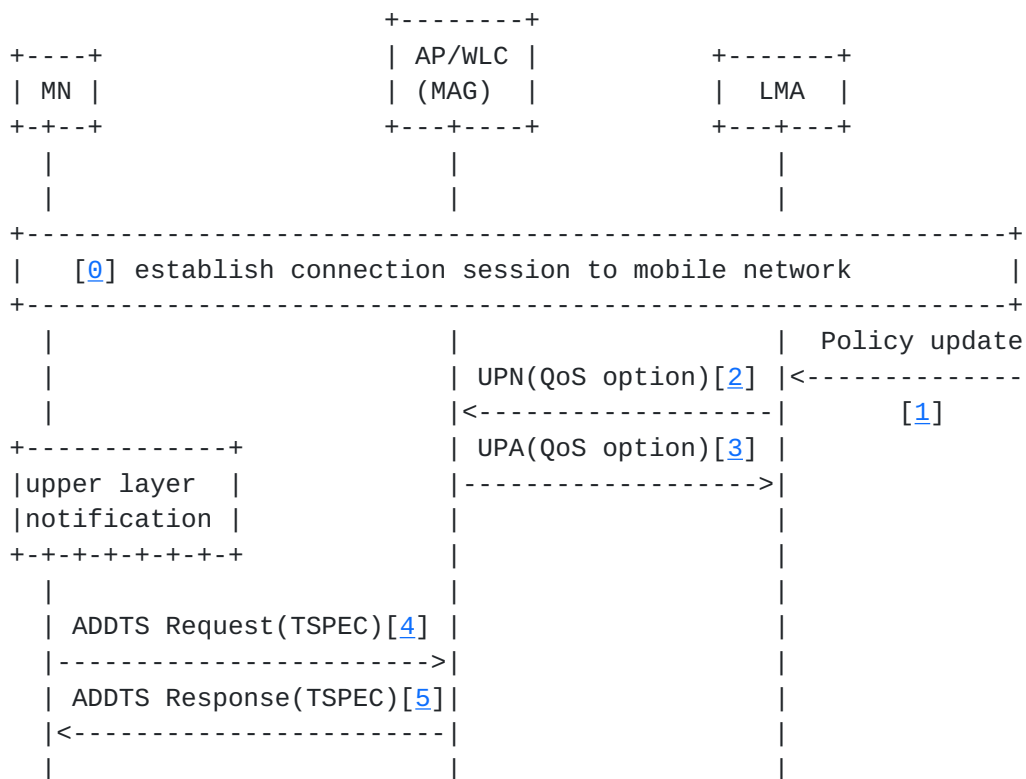 AP/WLC
MN (MAG) LMA
[0] establish connection session to mobile network
Policy update
UPN(QoS option)[2]
[1]
UPA(QoS option)[3]
upper layer
notification
ADDTS Request(TSPEC)[4]
ADDTS Response(TSPEC)[5]